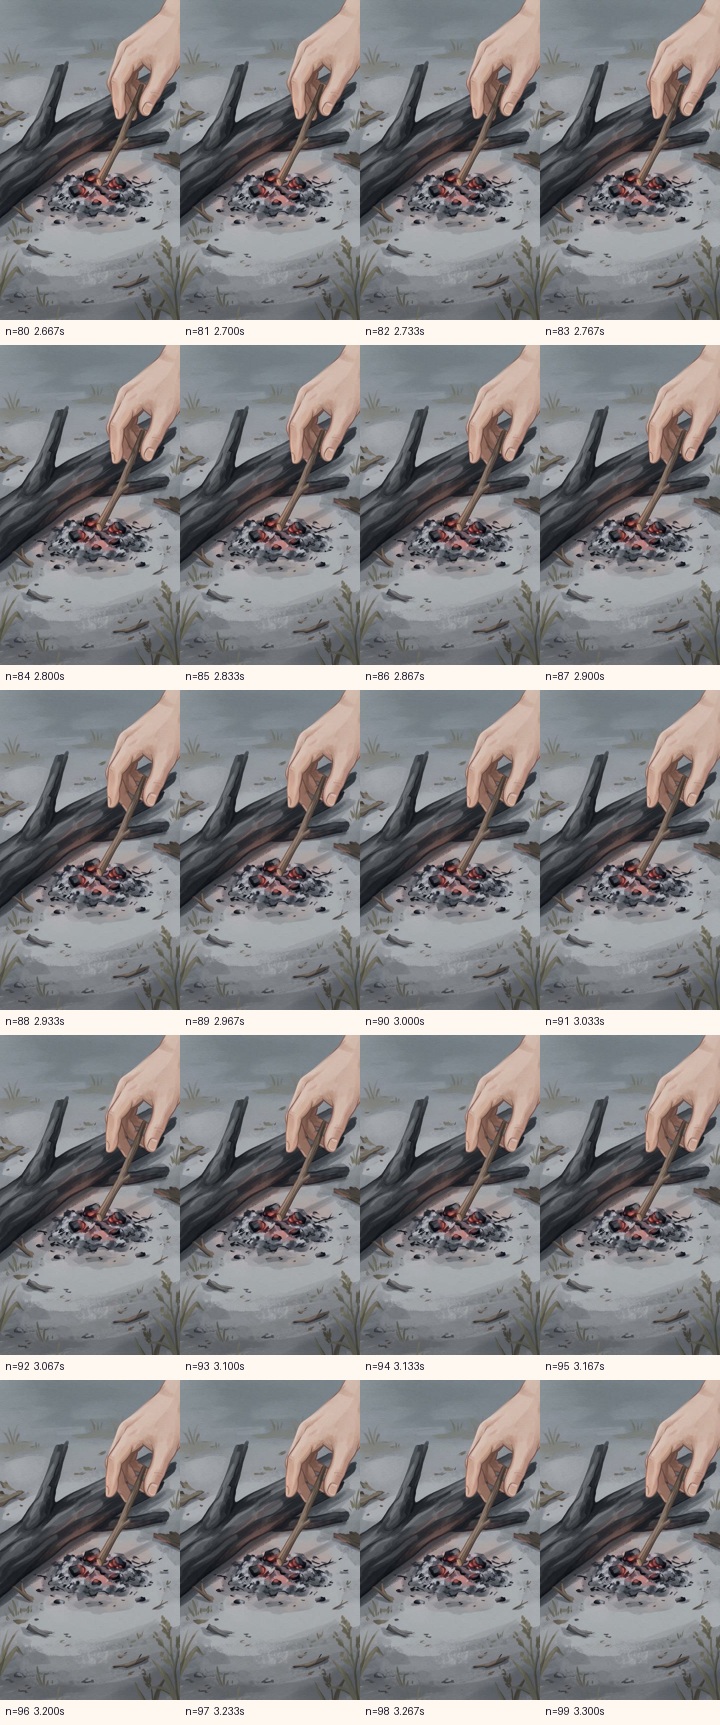 n=80 2.667s
n=81 2.700s
n=82 2.733s
n=83 2.767s
n=84 2.800s
n=85 2.833s
n=86 2.867s
n=87 2.900s
n=88 2.933s
n=89 2.967s
n=90 3.000s
n=91 3.033s
n=92 3.067s
n=93 3.100s
n=94 3.133s
n=95 3.167s
n=96 3.200s
n=97 3.233s
n=98 3.267s
n=99 3.300s